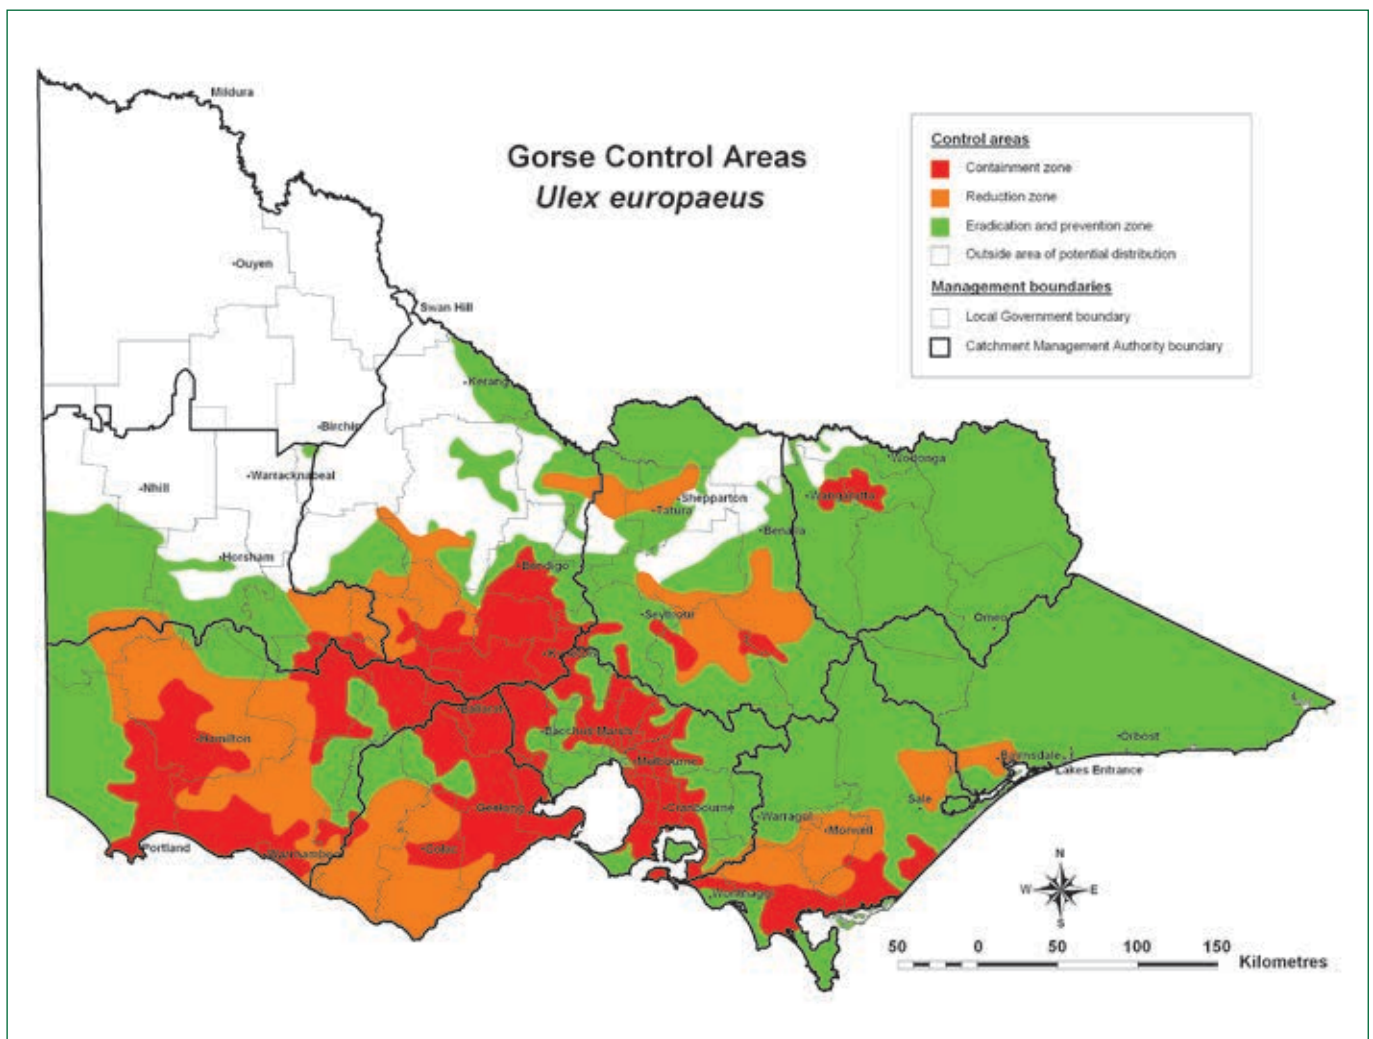 Mildura
Gorse Control Areas
Ulex europaeus
Control areas
Containment zone
Reduction zone
Eradication and prevention zone
Outside area of potential distribution
Management boundaries
Local Government boundary
Catchment Management Authority boundary
Ouyen
Swan Hill
Kerang
Birchip
Wodonga
Warracknabeal
Nhill
Wangaratta
Shepparton
Tatura
Benalla
Horsham
Bendigo
Seymour
Omeo
Kyneton
Ballarat
Bacchus Marsh
Hamilton
Orbost
Bairnsdale
Melbourne
Lakes Entrance
Sale
Geelong
Cranbourne
Warragul
Morwell
Portland
Colac
Warrnambool
Wonthaggi
N
W
E
S
50 0 50 100 150
Kilometres